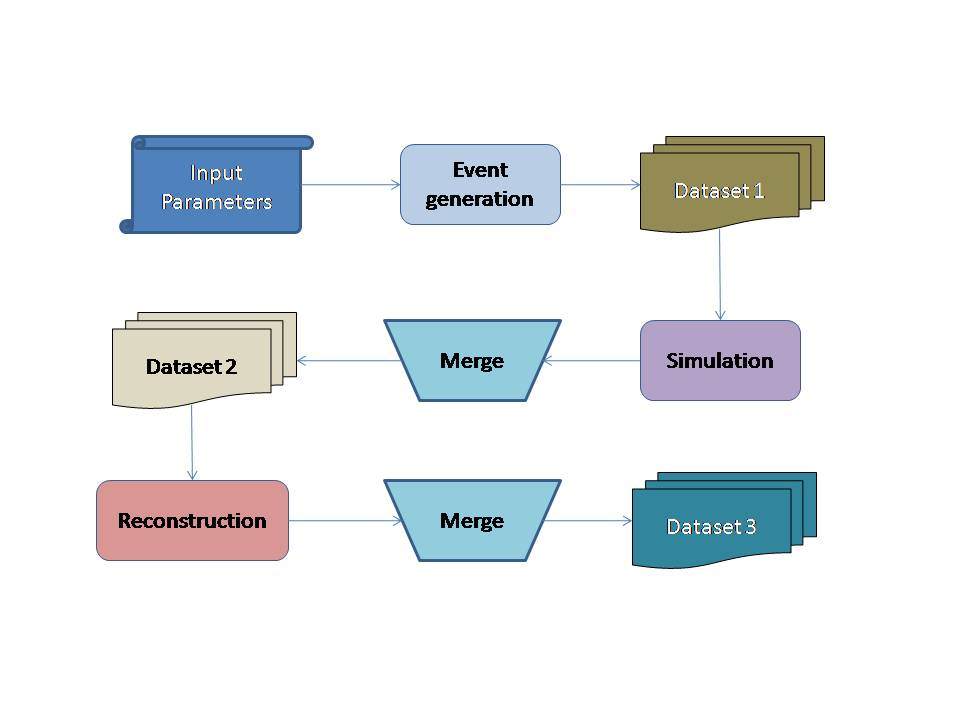 Input
Parameters
Event
generation
Dataset 1
Dataset 2
Merge
Simulation
Reconstruction
Merge
Dataset 3